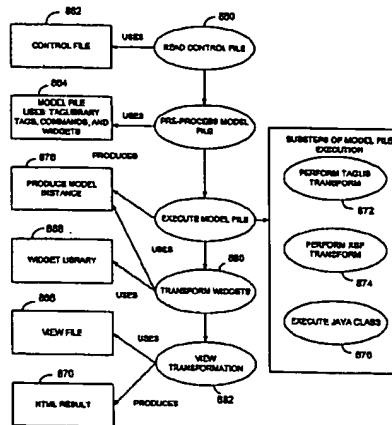 862
860
CONTROL FILE
USES
READ CONTROL FILE
864
MODEL FILE
USES TAGLIBRARY
TAGS, COMMANDS, AND
WIDGETS
USES
PRE-PROCESS MODEL
FILE
SUBSTEPS OF MODEL FILE
EXECUTION
PERFORM TAGLIB
TRANSFORM
872
PERFORM XSP
TRANSFORM
874
EXECUTE JAVA CLASS
876
878
PRODUCES
PRODUCE MODEL
INSTANCE
EXECUTE MODEL FILE
USES
880
868
WIDGET LIBRARY
USES
TRANSFORM WIDGETS
866
VIEW FILE
USES
VIEW
TRANSFORMATION
882
870
HTML RESULT
PRODUCES